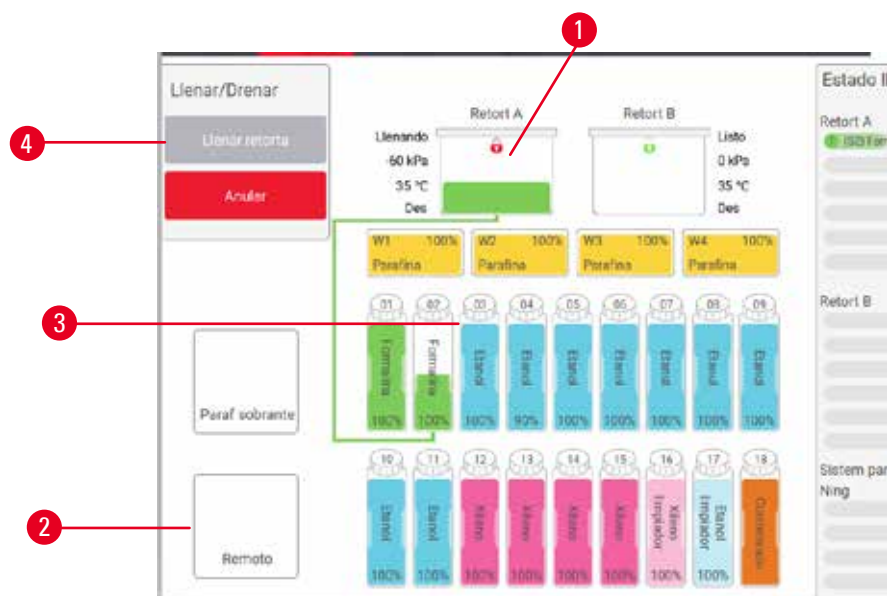 1
Llenar/Drenar
Llenar retorta
Anular
4
Retort A
Retort B
Llenando
-60 kPa
35 °C
Des
Listo
0 kPa
35 °C
Des
W1 100%
Parafina
W2 100%
Parafina
W3 100%
Parafina
W4 100%
Parafina
3
01 02 03 04 05 06 07 08 09
Formalina Formalina Etanol Etanol Etanol Etanol Etanol Etanol Etanol
100% 100% 100% 90% 100% 100% 100% 100% 100%
Paraf sobrante
10 11 12 13 14 15 16 17 18
Etanol Etanol Xileno Xileno Xileno Xileno Xileno limpiador Etanol limpiador
100% 100% 100% 100% 100% 100% 100% 100%
2
Remoto
Estado
Retort A
Retort B
Sistem par
Ning